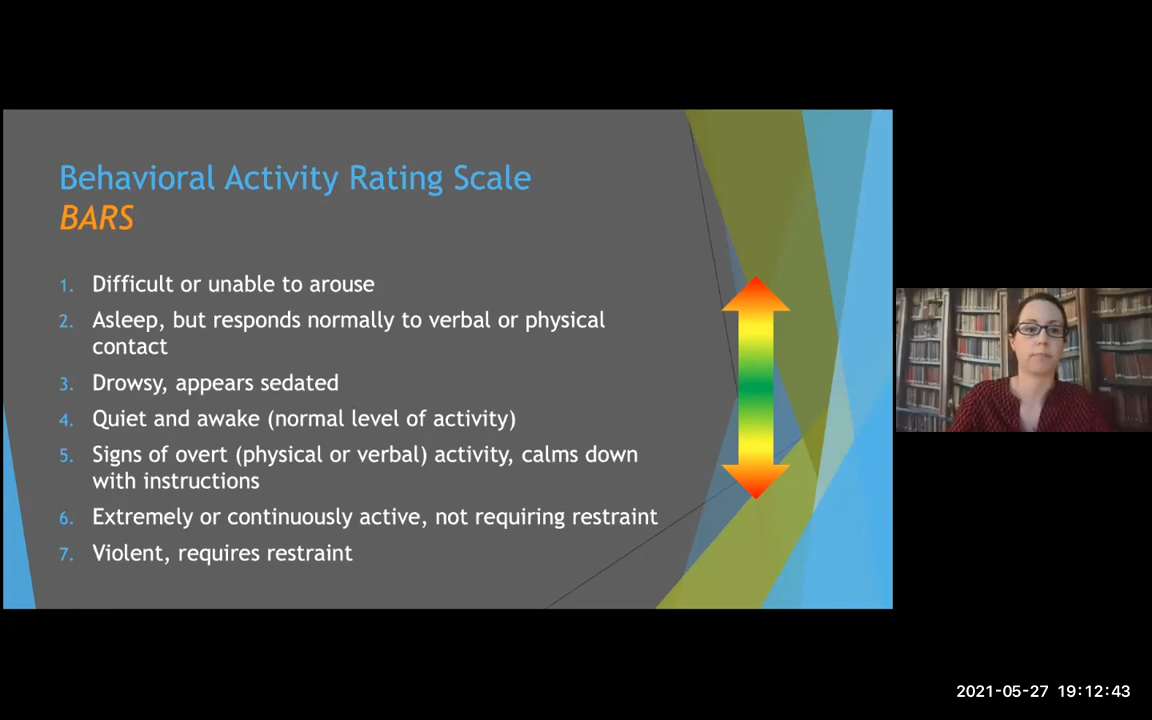 Behavioral Activity Rating Scale
BARS
1. Difficult or unable to arouse
2. Asleep, but responds normally to verbal or physical
contact
3. Drowsy, appears sedated
4. Quiet and awake (normal level of activity)
5. Signs of overt (physical or verbal) activity, calms down
with instructions
6. Extremely or continuously active, not requiring restraint
7. Violent, requires restraint
2021-05-27 19:12:43